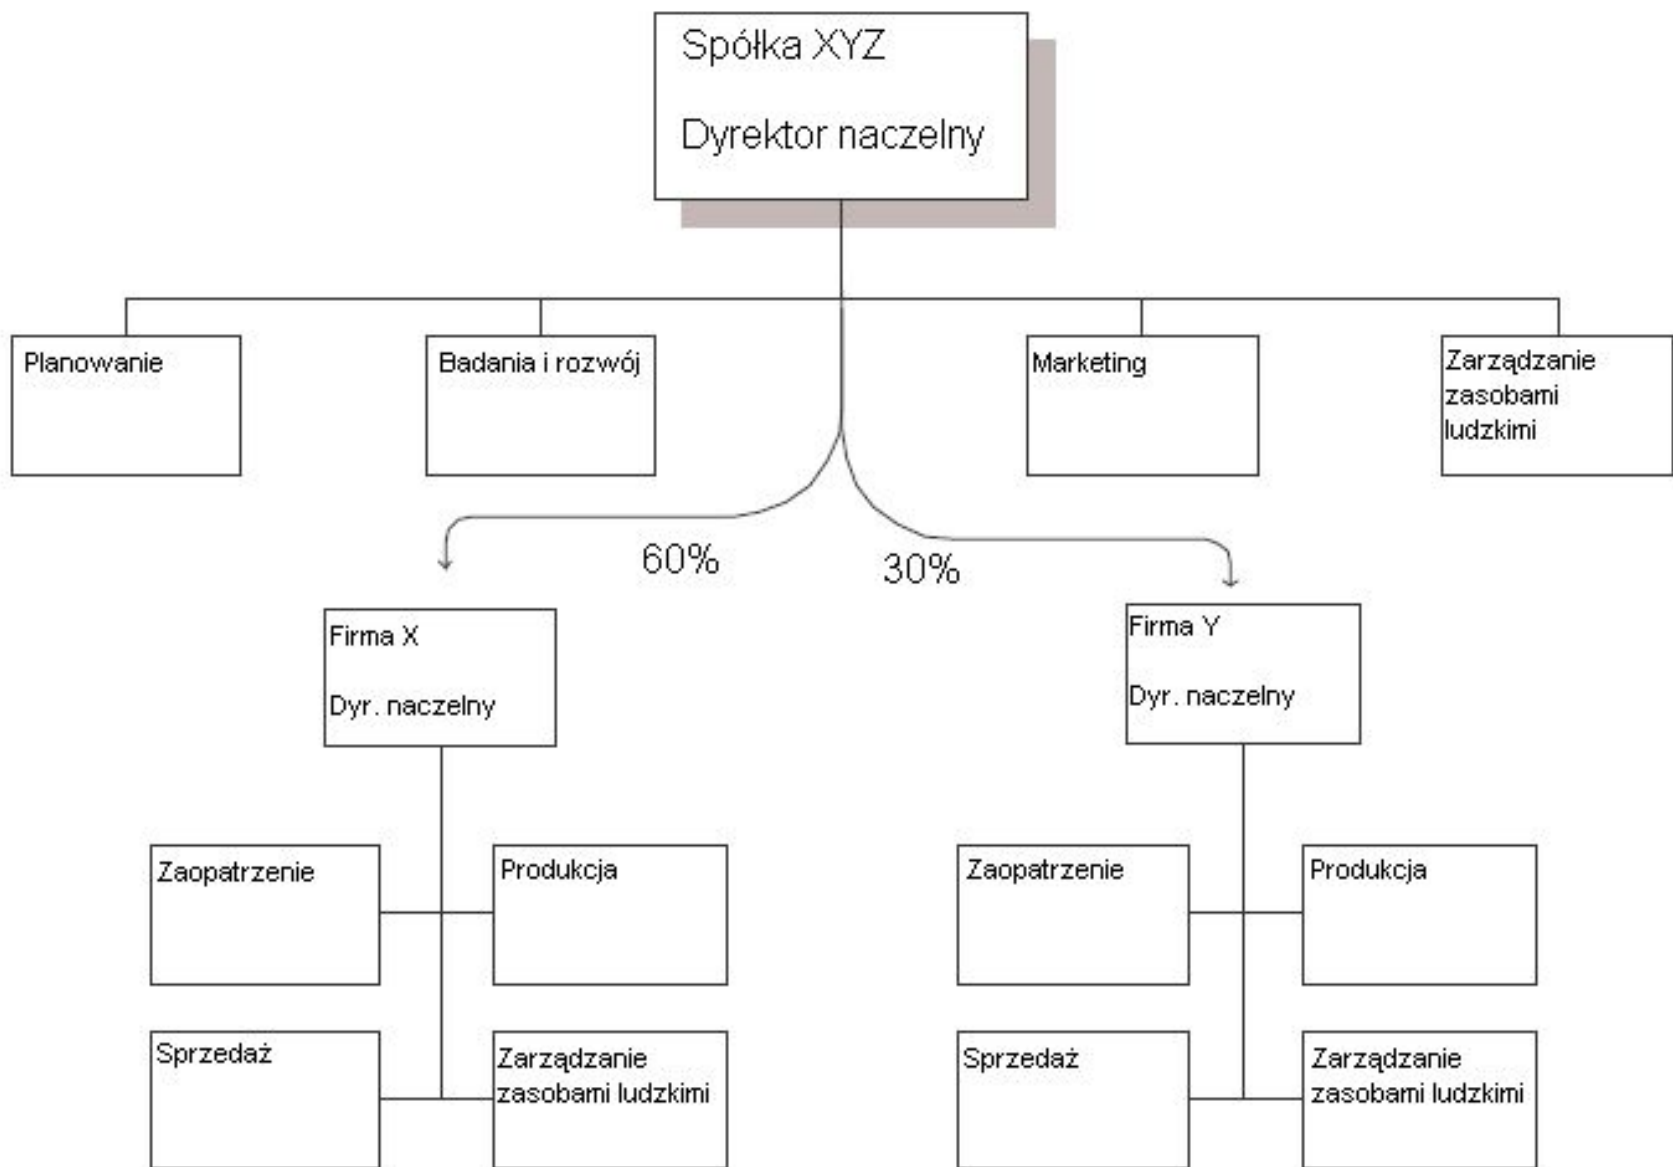 Spółka XYZ
Dyrektor naczelny
Planowanie
Badania i rozwój
Marketing
Zarządzanie
zasobami
ludzkimi
60%
30%
Firma X
Dyr. naczelny
Firma Y
Dyr. naczelny
Zaopatrzenie
Produkcja
Sprzedaż
Zarządzanie
zasobami ludzkimi
Zaopatrzenie
Produkcja
Sprzedaż
Zarządzanie
zasobami ludzkimi